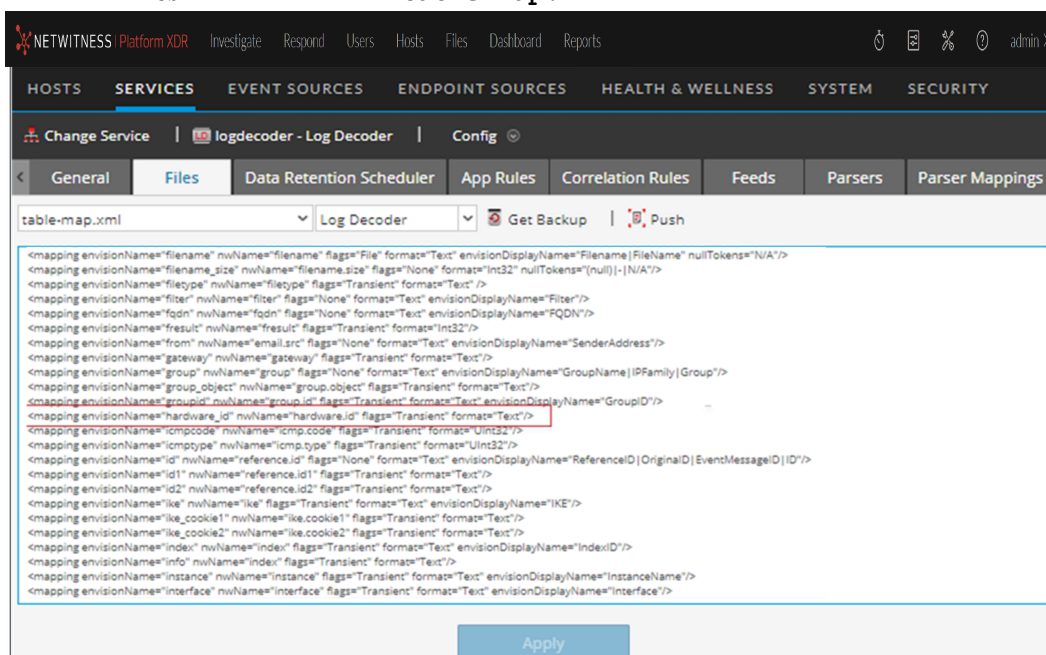 NETWITNESS | Platform XDR Investigate Respond Users Hosts Files Dashboard Reports admin
HOSTS SERVICES EVENT SOURCES ENDPOINT SOURCES HEALTH & WELLNESS SYSTEM SECURITY
Change Service | LD logdecoder - Log Decoder | Config
General Files Data Retention Scheduler App Rules Correlation Rules Feeds Parsers Parser Mappings
table-map.xml Log Decoder Get Backup | Push
<mapping envisionName="filename" nwName="filename" flags="File" format="Text" envisionDisplayName="Filename|FileName" nullTokens="N/A"/>
<mapping envisionName="filename_size" nwName="filename.size" flags="None" format="Int32" nullTokens="(null)|-|N/A"/>
<mapping envisionName="filetype" nwName="filetype" flags="Transient" format="Text" />
<mapping envisionName="filter" nwName="filter" flags="None" format="Text" envisionDisplayName="Filter"/>
<mapping envisionName="fqdn" nwName="fqdn" flags="None" format="Text" envisionDisplayName="FQDN"/>
<mapping envisionName="fresult" nwName="fresult" flags="Transient" format="Int32"/>
<mapping envisionName="from" nwName="email.src" flags="None" format="Text" envisionDisplayName="SenderAddress"/>
<mapping envisionName="gateway" nwName="gateway" flags="Transient" format="Text"/>
<mapping envisionName="group" nwName="group" flags="None" format="Text" envisionDisplayName="GroupName|IPFamily|Group"/>
<mapping envisionName="group_object" nwName="group.object" flags="Transient" format="Text"/>
<mapping envisionName="groupid" nwName="group.id" flags="Transient" format="Text" envisionDisplayName="GroupID"/>
<mapping envisionName="hardware_id" nwName="hardware.id" flags="Transient" format="Text"/>
<mapping envisionName="icmpcode" nwName="icmp.code" flags="Transient" format="UInt32"/>
<mapping envisionName="icmptype" nwName="icmp.type" flags="Transient" format="UInt32"/>
<mapping envisionName="id" nwName="reference.id" flags="None" format="Text" envisionDisplayName="ReferenceID|OriginalID|EventMessageID|ID"/>
<mapping envisionName="id1" nwName="reference.id1" flags="Transient" format="Text"/>
<mapping envisionName="id2" nwName="reference.id2" flags="Transient" format="Text"/>
<mapping envisionName="ike" nwName="ike" flags="Transient" format="Text" envisionDisplayName="IKE"/>
<mapping envisionName="ike_cookie1" nwName="ike.cookie1" flags="Transient" format="Text"/>
<mapping envisionName="ike_cookie2" nwName="ike.cookie2" flags="Transient" format="Text"/>
<mapping envisionName="index" nwName="index" flags="Transient" format="Text" envisionDisplayName="IndexID"/>
<mapping envisionName="info" nwName="index" flags="Transient" format="Text"/>
<mapping envisionName="instance" nwName="instance" flags="Transient" format="Text" envisionDisplayName="InstanceName"/>
<mapping envisionName="interface" nwName="interface" flags="Transient" format="Text" envisionDisplayName="Interface"/>
Apply